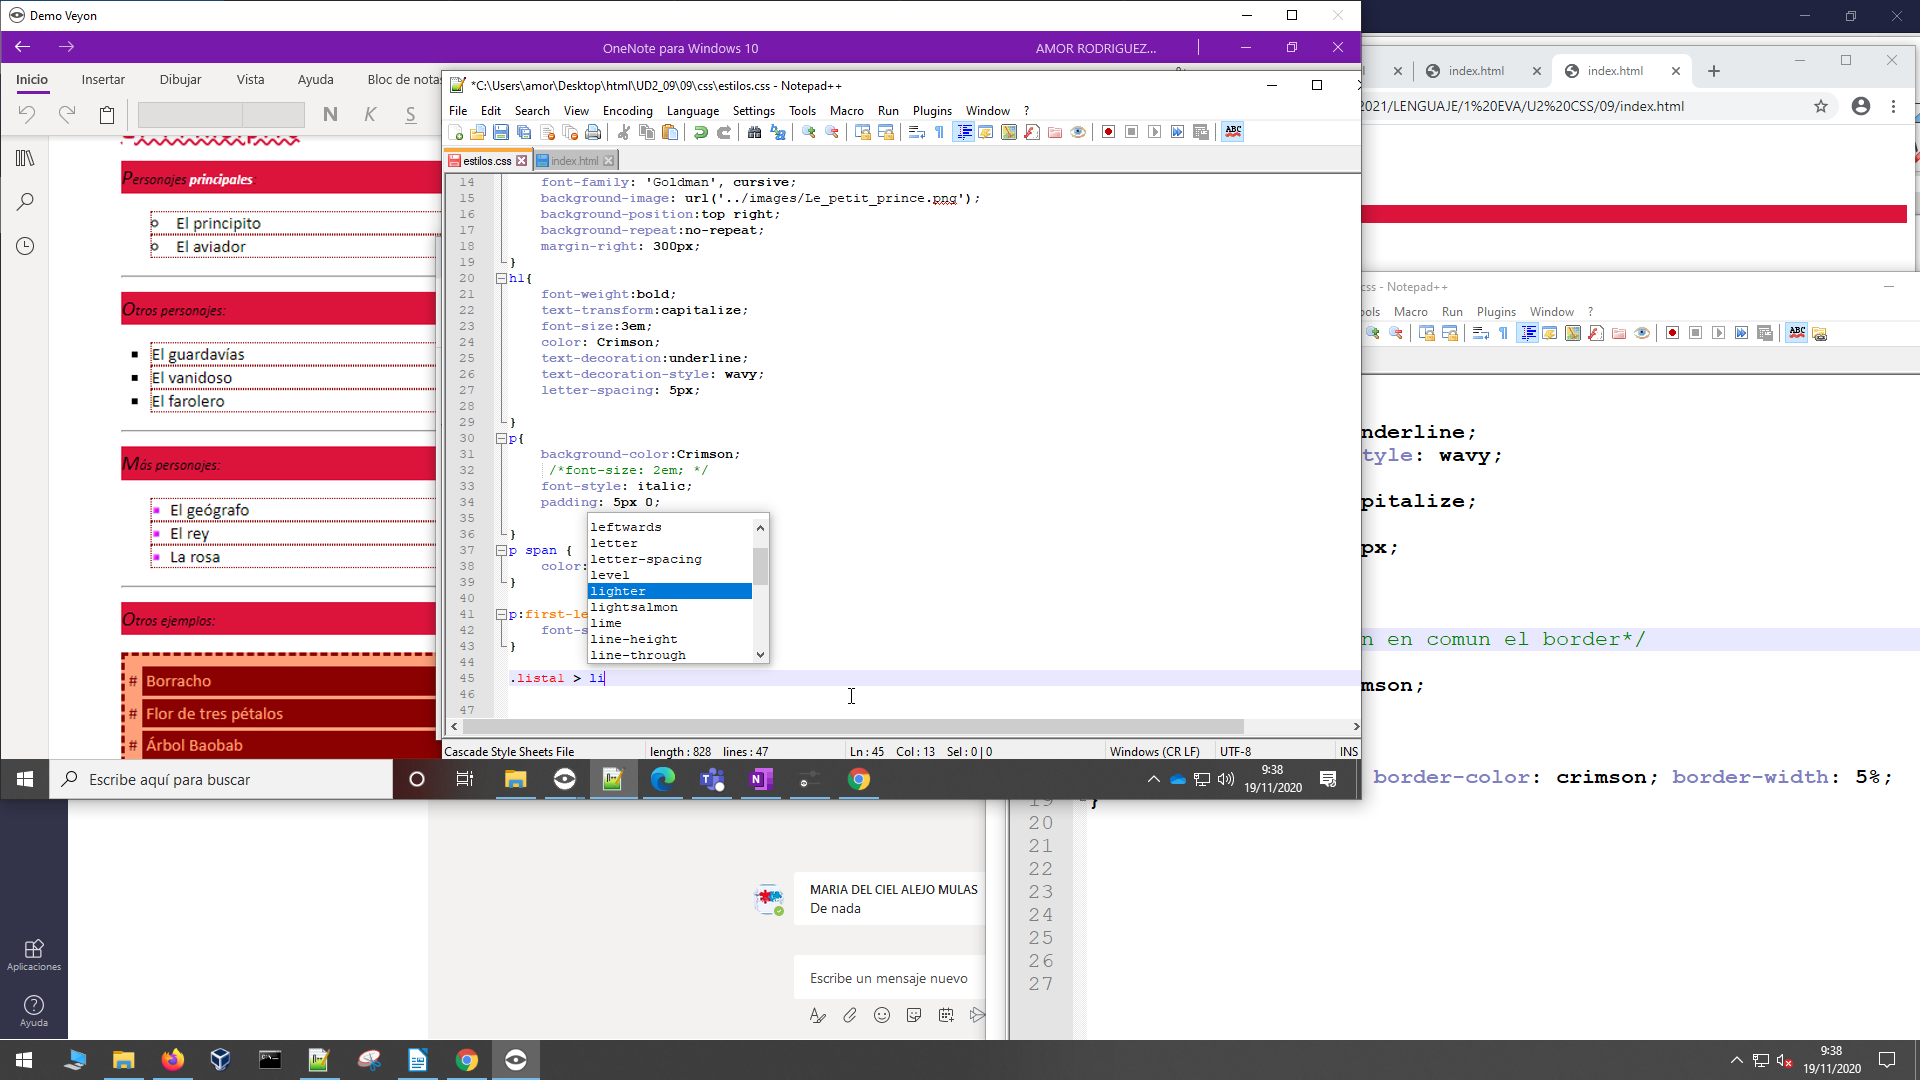 Demo Veyon
OneNote para Windows 10
AMOR RODRIGUEZ...
Inicio Insertar Dibujar Vista Ayuda Bloc de notas
N K S
Personajes principales:
El principito
El aviador
Otros personajes:
El guardavías
El vanidoso
El farolero
Más personajes:
El geógrafo
El rey
La rosa
Otros ejemplos:
# Borracho
# Flor de tres pétalos
# Árbol Baobab
*C:\Users\amor\Desktop\html\UD2_09\09\css\estilos.css - Notepad++
File Edit Search View Encoding Language Settings Tools Macro Run Plugins Window ?
estilos.css index.html
14 font-family: 'Goldman', cursive;
15 background-image: url('../images/Le_petit_prince.png');
16 background-position:top right;
17 background-repeat:no-repeat;
18 margin-right: 300px;
19 }
20 h1{
21 font-weight:bold;
22 text-transform:capitalize;
23 font-size:3em;
24 color: Crimson;
25 text-decoration:underline;
26 text-decoration-style: wavy;
27 letter-spacing: 5px;
28
29 }
30 p{
31 background-color:Crimson;
32 /*font-size: 2em; */
33 font-style: italic;
34 padding: 5px 0;
35
36 }
37 p span {
38 color:
39 }
40
41 p:first-le
42 font-s
43 }
44
45 .lista1 > li
46
47
leftwards
letter
letter-spacing
level
lighter
lightsalmon
lime
line-height
line-through
Cascade Style Sheets File length : 828 lines : 47 Ln : 45 Col : 13 Sel : 0 | 0 Windows (CR LF) UTF-8 INS
Escribe aquí para buscar
9:38
19/11/2020
index.html index.html
2021/LENGUAJE/1%20EVA/U2%20CSS/09/index.html
css - Notepad++
ools Macro Run Plugins Window ?
nderline;
tyle: wavy;
pitalize;
px;
n en comun el border*/
mson;
border-color: crimson; border-width: 5%;
19 }
20
21
22
23
24
25
26
27
MARIA DEL CIEL ALEJO MULAS
De nada
Escribe un mensaje nuevo
Aplicaciones
Ayuda
9:38
19/11/2020